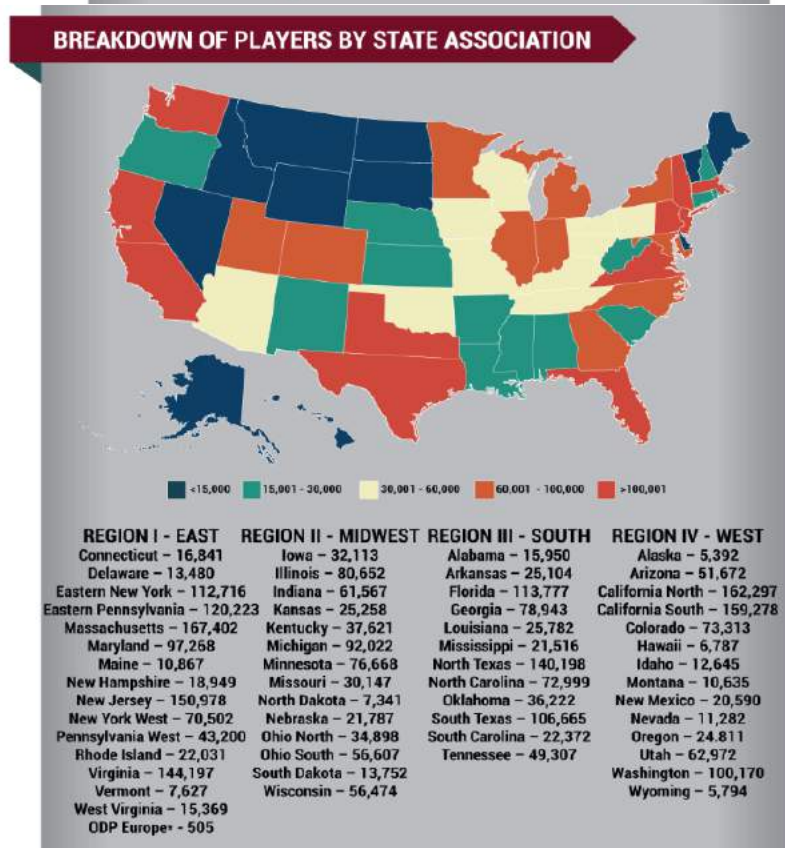 BREAKDOWN OF PLAYERS BY STATE ASSOCIATION
<15,000
15,001 - 30,000
30,001 - 60,000
60,001 - 100,000
>100,001
REGION I - EAST
Connecticut – 16,841
Delaware – 13,480
Eastern New York – 112,716
Eastern Pennsylvania – 120,223
Massachusetts – 167,402
Maryland – 97,268
Maine – 10,867
New Hampshire – 18,949
New Jersey – 150,978
New York West – 70,502
Pennsylvania West – 43,200
Rhode Island – 22,031
Virginia – 144,197
Vermont – 7,627
West Virginia – 15,369
ODP Europe* - 505
REGION II - MIDWEST
Iowa – 32,113
Illinois – 80,652
Indiana – 61,567
Kansas – 25,258
Kentucky – 37,621
Michigan – 92,022
Minnesota – 76,668
Missouri – 30,147
North Dakota – 7,341
Nebraska – 21,787
Ohio North – 34,898
Ohio South – 56,607
South Dakota – 13,752
Wisconsin – 56,474
REGION III - SOUTH
Alabama – 15,950
Arkansas – 25,104
Florida – 113,777
Georgia – 78,943
Louisiana – 25,782
Mississippi – 21,516
North Texas – 140,198
North Carolina – 72,999
Oklahoma – 36,222
South Texas – 106,665
South Carolina – 22,372
Tennessee – 49,307
REGION IV - WEST
Alaska – 5,392
Arizona – 51,672
California North – 162,297
California South – 159,278
Colorado – 73,313
Hawaii – 6,787
Idaho – 12,645
Montana – 10,635
New Mexico – 20,590
Nevada – 11,282
Oregon – 24,811
Utah – 62,972
Washington – 100,170
Wyoming – 5,794